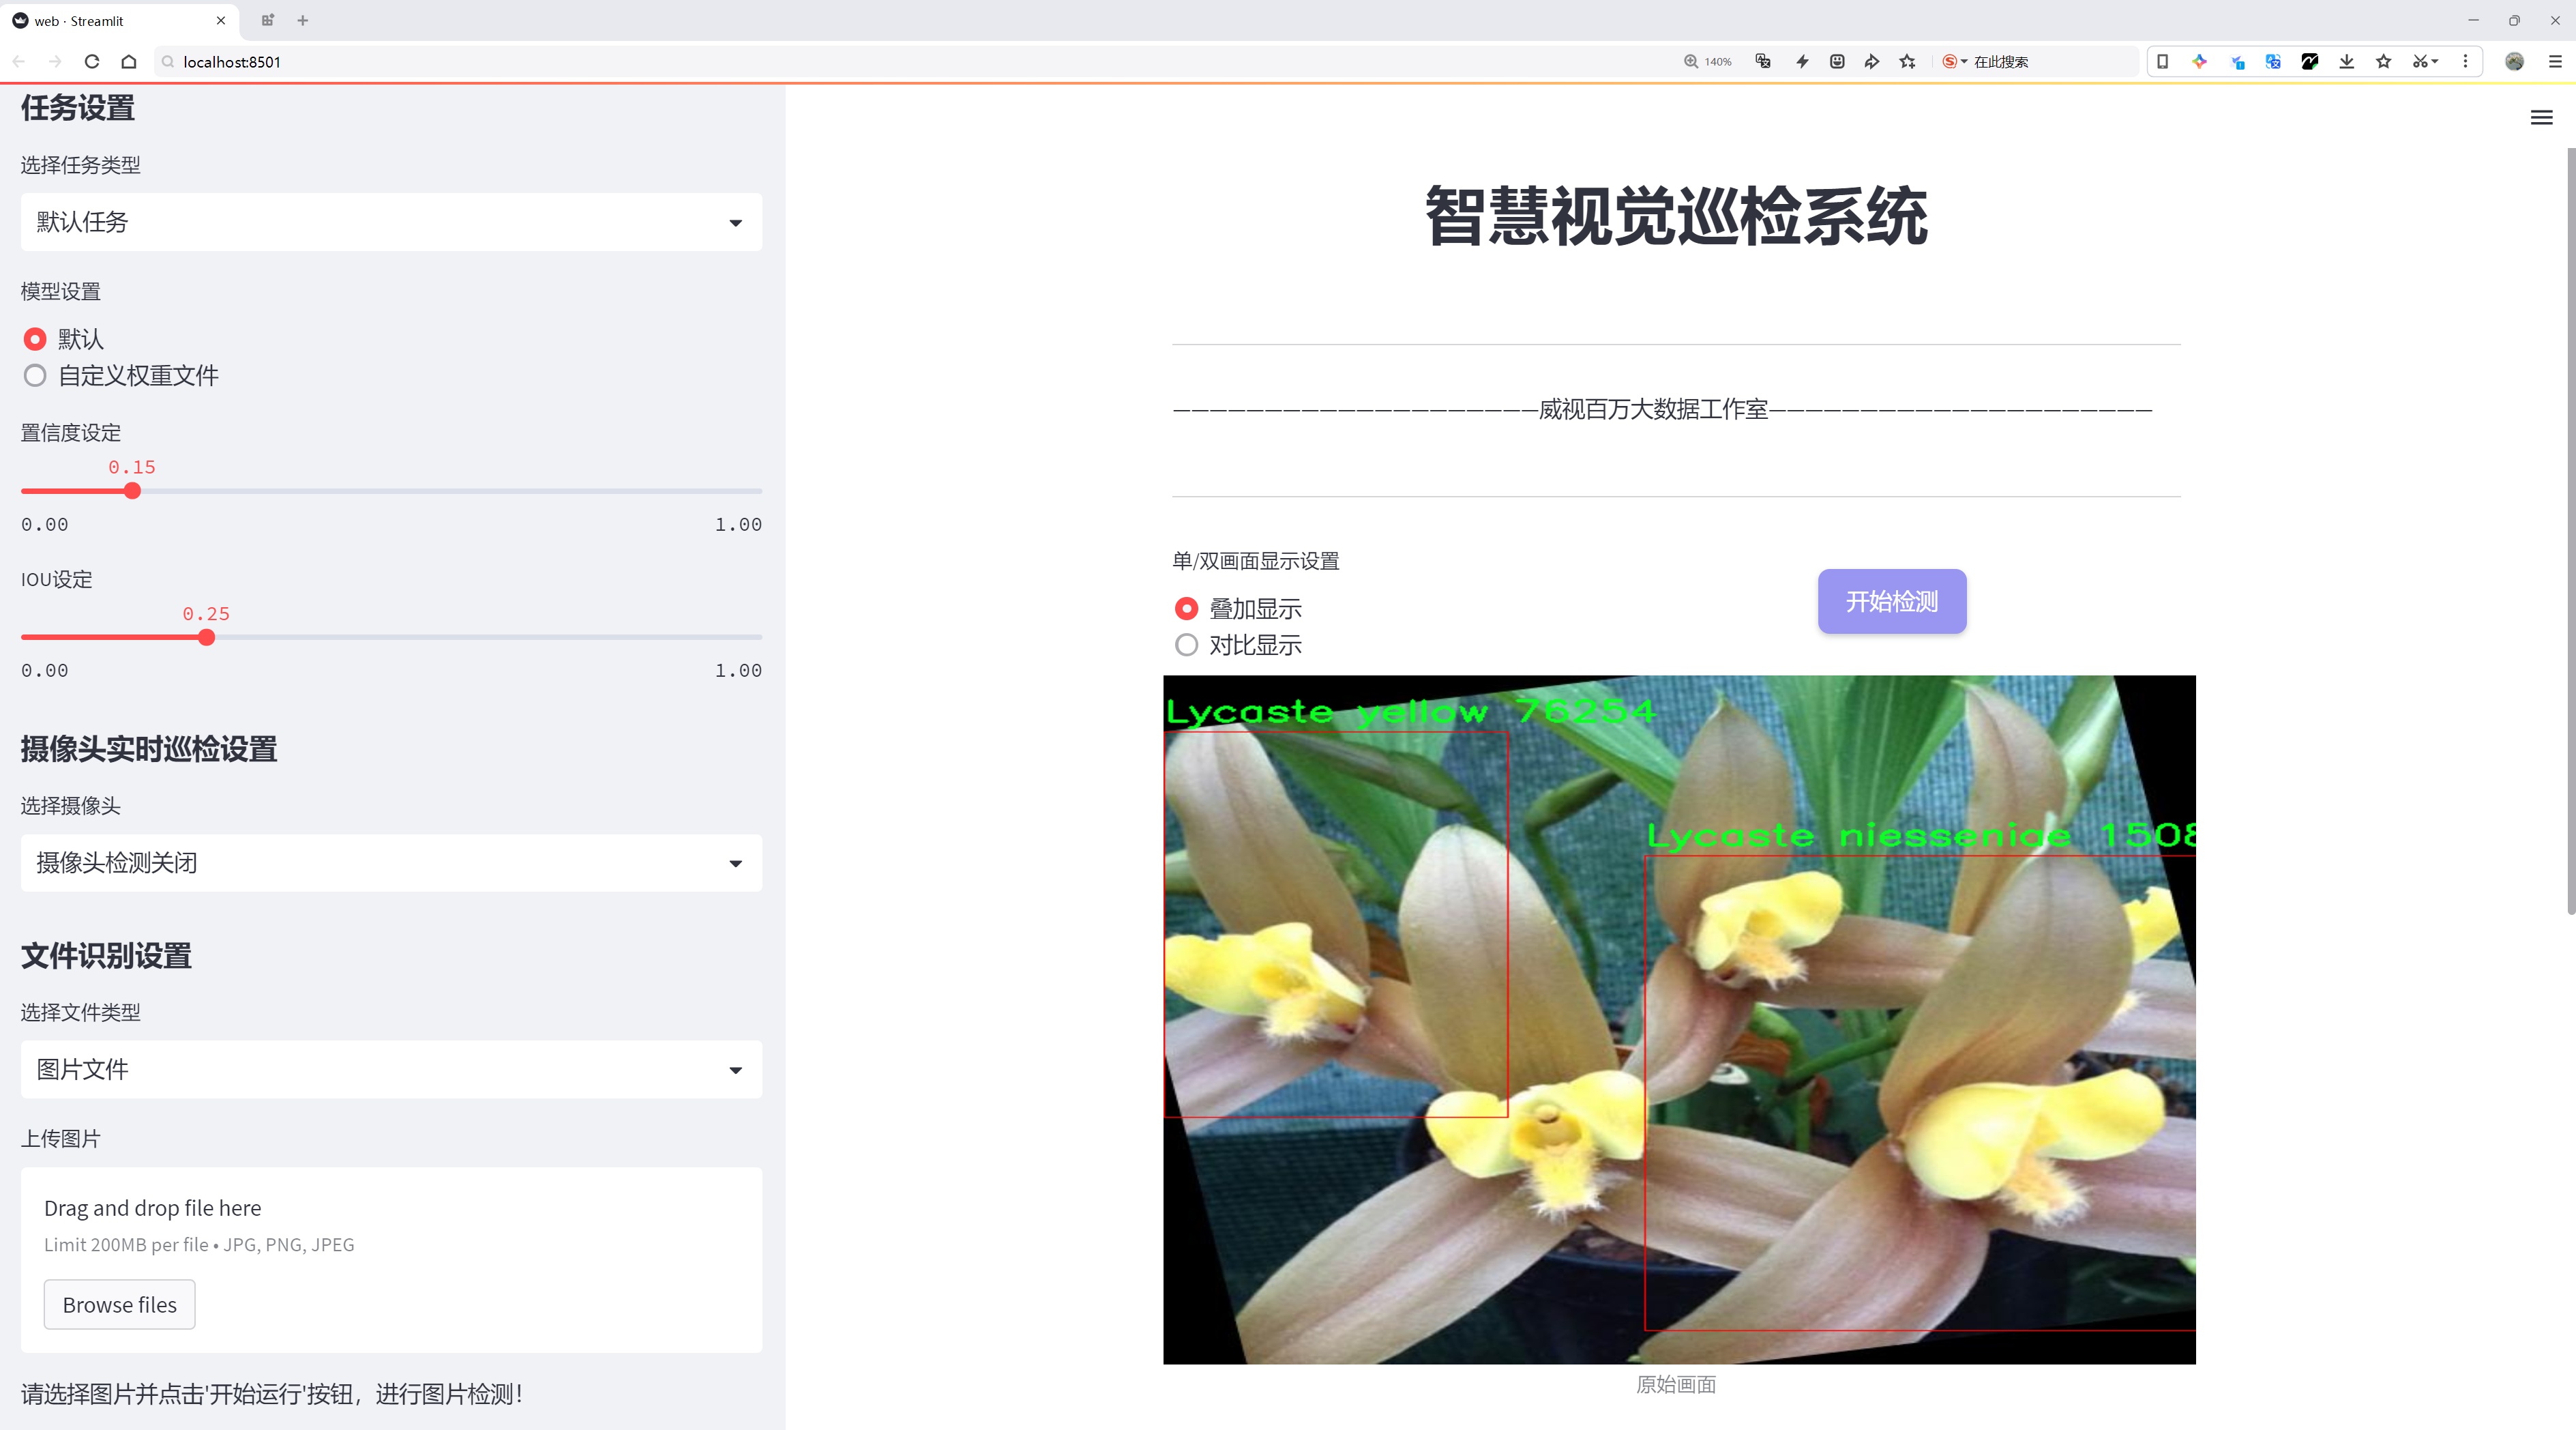 web · Streamlit
localhost:8501
140%
在此搜索
任务设置
选择任务类型
默认任务
模型设置
默认
自定义权重文件
置信度设定
0.15
0.00
1.00
IOU设定
0.25
0.00
1.00
摄像头实时巡检设置
选择摄像头
摄像头检测关闭
文件识别设置
选择文件类型
图片文件
上传图片
Drag and drop file here
Limit 200MB per file • JPG, PNG, JPEG
Browse files
请选择图片并点击'开始运行'按钮，进行图片检测！
智慧视觉巡检系统
—————————————————————威视百万大数据工作室——————————————————————
单/双画面显示设置
叠加显示
对比显示
开始检测
Lycaste yellow 76254
Lycaste niesseniae 1508
原始画面